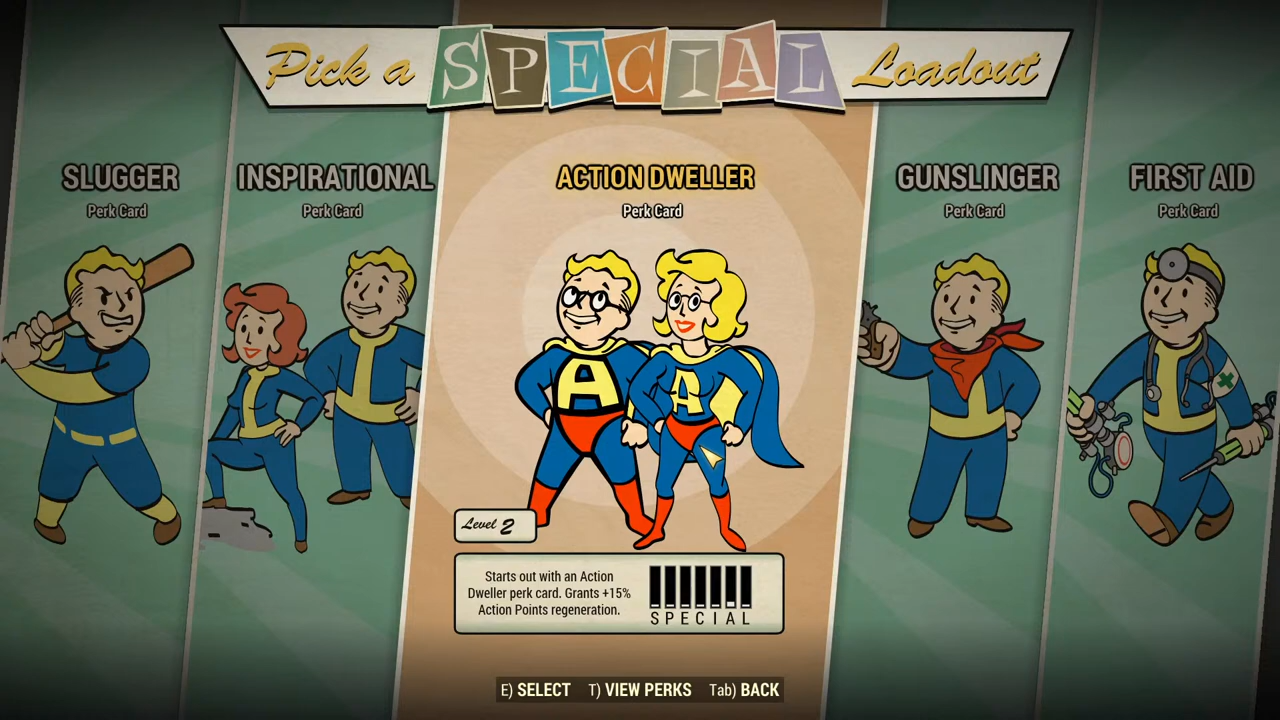 Pick a SPECIAL Loadout
SLUGGER
Perk Card
INSPIRATIONAL
Perk Card
ACTION DWELLER
Perk Card
A
A
GUNSLINGER
Perk Card
FIRST AID
Perk Card
Level 2
Starts out with an Action
Dweller perk card. Grants +15%
Action Points regeneration.
SPECIAL
E) SELECT T) VIEW PERKS Tab) BACK